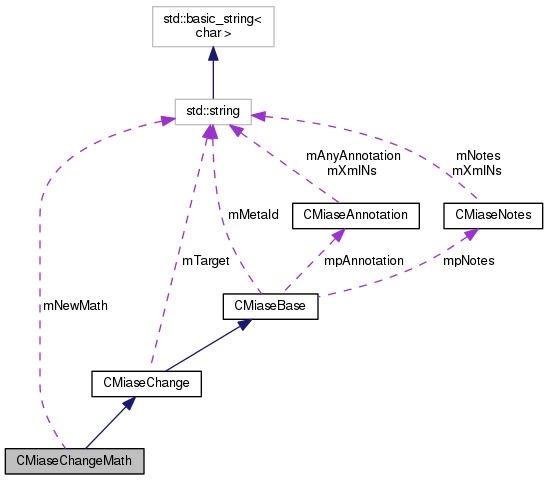 std::basic_string<
char >
std::string
mAnyAnnotation
mXmlNs
mNotes
mXmlNs
mMetaId
CMiaseAnnotation
CMiaseNotes
mTarget
mpAnnotation
mpNotes
mNewMath
CMiaseBase
CMiaseChange
CMiaseChangeMath